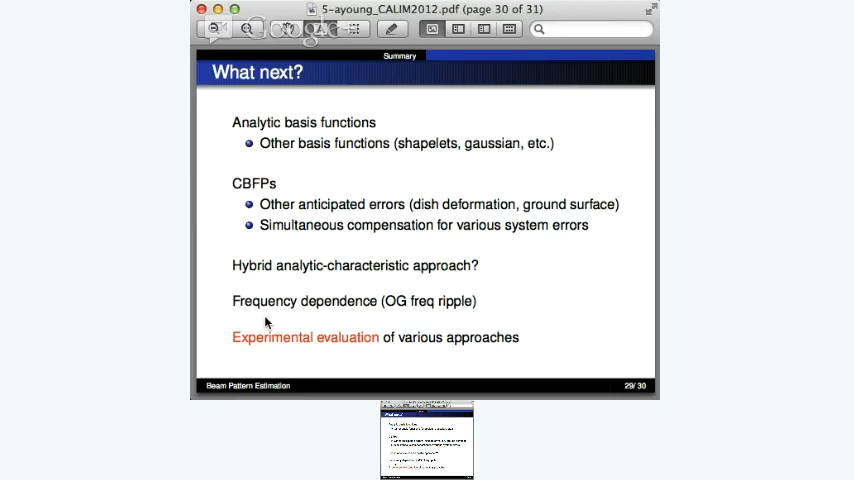 5-ayoung_CALIM2012.pdf (page 30 of 31)
Google
Summary
What next?
Analytic basis functions
Other basis functions (shapelets, gaussian, etc.)
CBFPs
Other anticipated errors (dish deformation, ground surface)
Simultaneous compensation for various system errors
Hybrid analytic-characteristic approach?
Frequency dependence (OG freq ripple)
Experimental evaluation of various approaches
Beam Pattern Estimation
29/30